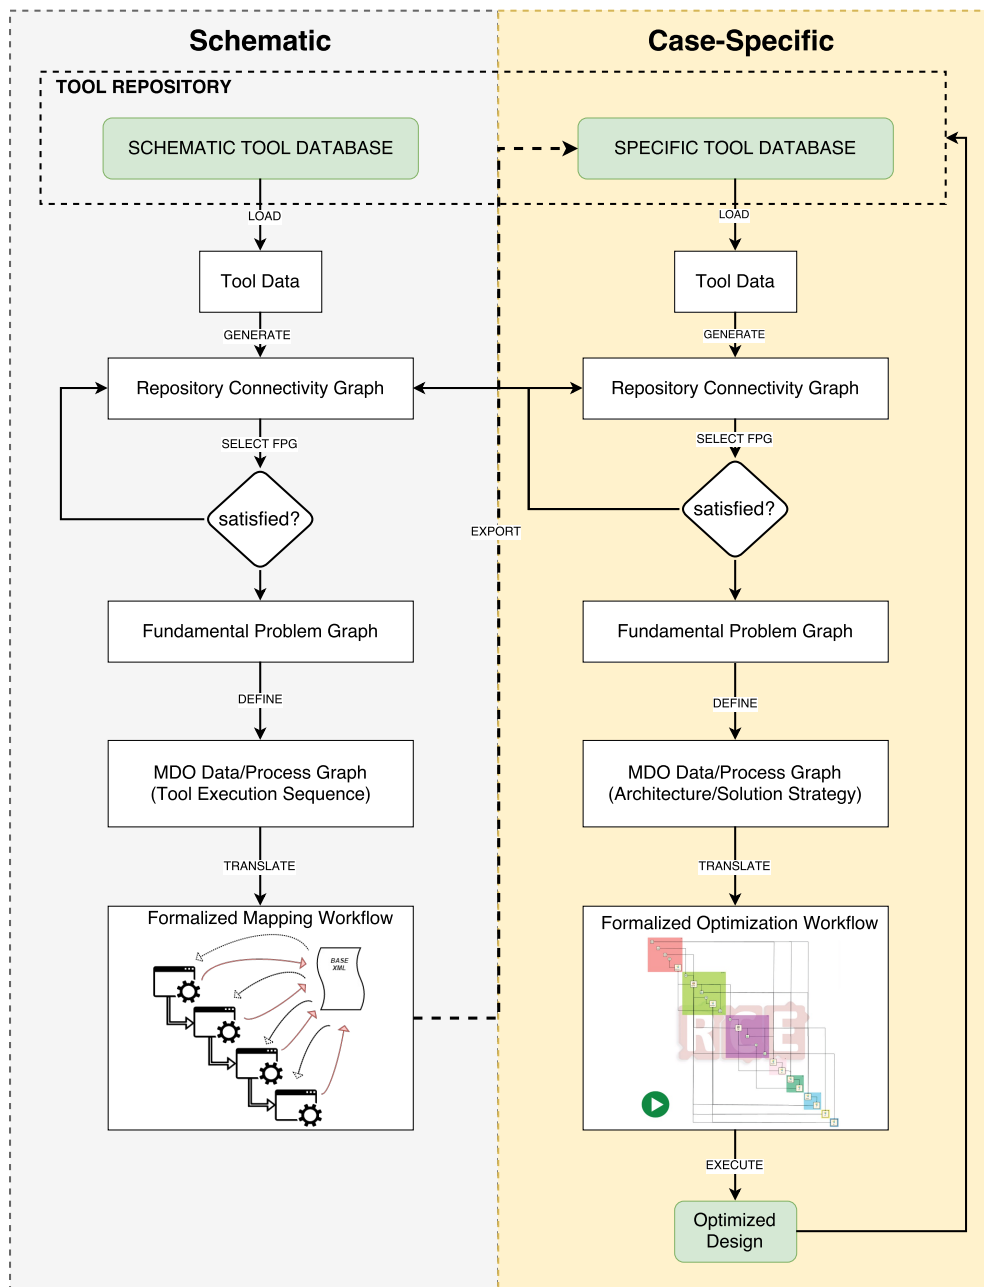 Schematic
Case-Specific
TOOL REPOSITORY
SCHEMATIC TOOL DATABASE
SPECIFIC TOOL DATABASE
LOAD
LOAD
Tool Data
Tool Data
GENERATE
GENERATE
Repository Connectivity Graph
Repository Connectivity Graph
SELECT FPG
SELECT FPG
satisfied?
satisfied?
EXPORT
Fundamental Problem Graph
Fundamental Problem Graph
DEFINE
DEFINE
MDO Data/Process Graph
(Tool Execution Sequence)
MDO Data/Process Graph
(Architecture/Solution Strategy)
TRANSLATE
TRANSLATE
Formalized Mapping Workflow
BASE
XML
Formalized Optimization Workflow
RCE
EXECUTE
Optimized
Design